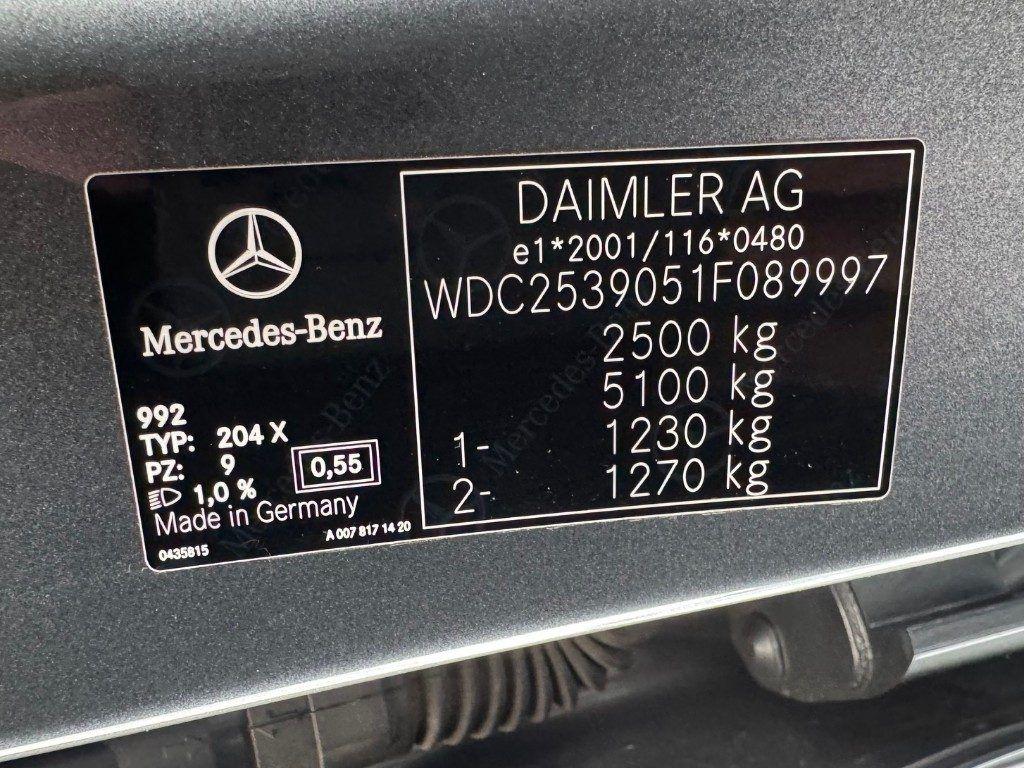 Mercedes-Benz
992
TYP: 204 X
PZ: 9
1,0 %
0,55
Made in Germany
0435815
A 007 817 14 20
DAIMLER AG
e1*2001/116*0480
WDC2539051F089997
2500 kg
5100 kg
1- 1230 kg
2- 1270 kg